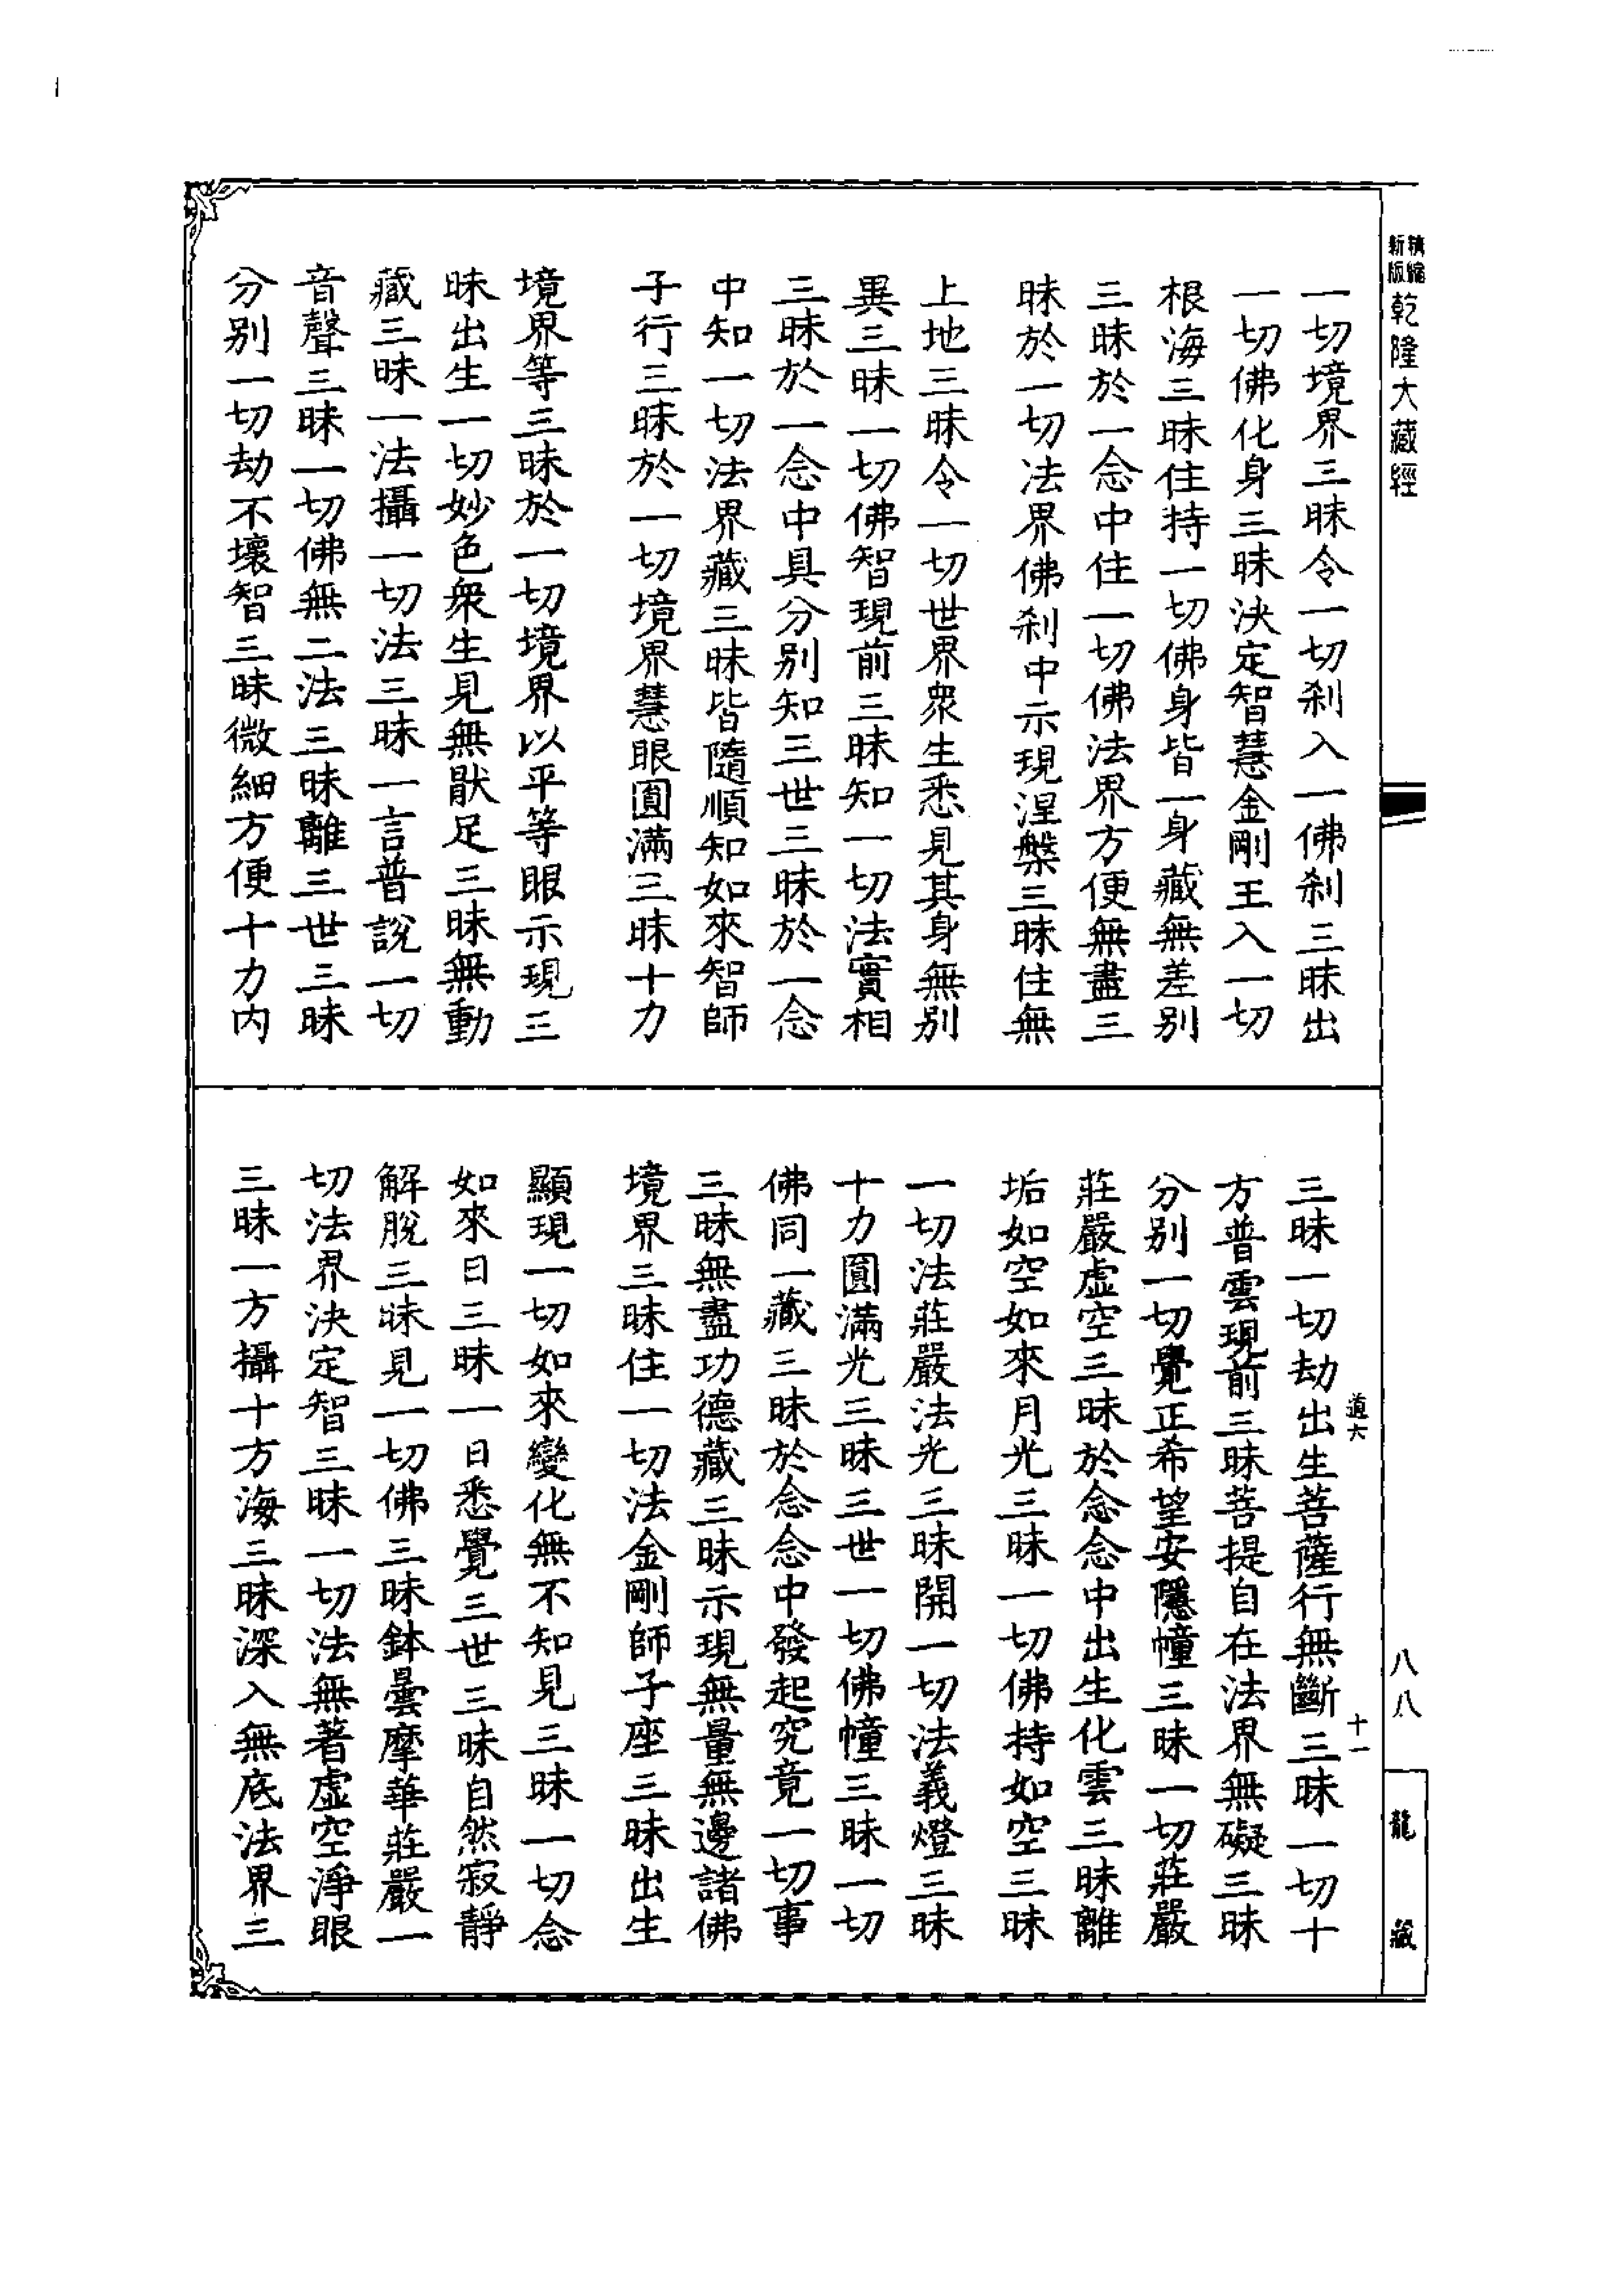 精縮
新版
乾隆大藏經
一切境界三昧令一切刹入一佛刹三昧出
一切佛化身三昧決定智慧金剛王入一切
根海三昧住持一切佛身皆一身藏無差别
三昧於一念中住一切佛法界方便無盡三
昧於一切法界佛刹中示現涅槃三昧住無
上地三昧令一切世界衆生悉見其身無别
異三昧一切佛智現前三昧知一切法實相
三昧於一念中具分别知三世三昧於一念
中知一切法界藏三昧皆隨順知如來智師
子行三昧於一切境界慧眼圓滿三昧十力
境界等三昧於一切境界以平等眼示現三
昧出生一切妙色衆生見無猒足三昧無動
藏三昧一法攝一切法三昧一言普説一切
音聲三昧一切佛無二法三昧離三世三昧
分别一切劫不壞智三昧微細方便十力内
道六
十一
三昧一切劫出生菩薩行無斷三昧一切十
方普雲現前三昧菩提自在法界無礙三昧
分别一切覺正希望安隱幢三昧一切莊嚴
莊嚴虚空三昧於念念中出生化雲三昧離
垢如空如來月光三昧一切佛持如空三昧
一切法莊嚴法光三昧開一切法義燈三昧
十力圓滿光三昧三世一切佛幢三昧一切
佛同一藏三昧於念念中發起究竟一切事
三昧無盡功德藏三昧示現無量無邊諸佛
境界三昧住一切法金剛師子座三昧出生
顯現一切如來變化無不知見三昧一切念
如來日三昧一日悉覺三世三昧自然寂靜
解脫三昧見一切佛三昧鉢曇摩華莊嚴一
切法界決定智三昧一切法無著虚空淨眼
三昧一方攝十方海三昧深入無底法界三
八八
龍藏